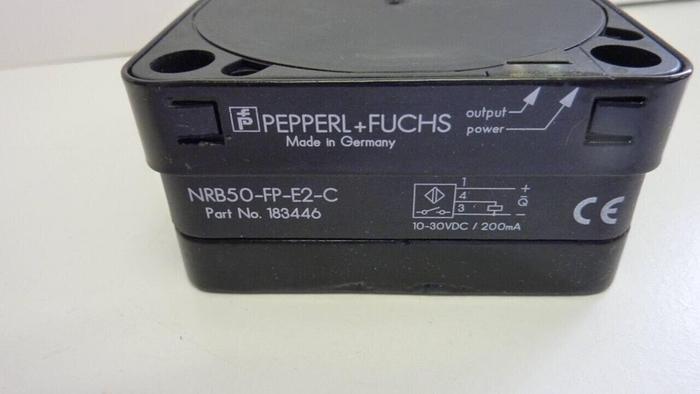 PEPPERL+FUCHS
Made in Germany
output
power
NRB50-FP-E2-C
Part No. 183446
1
4
3
+
Q̅
–
10-30VDC / 200mA
CE